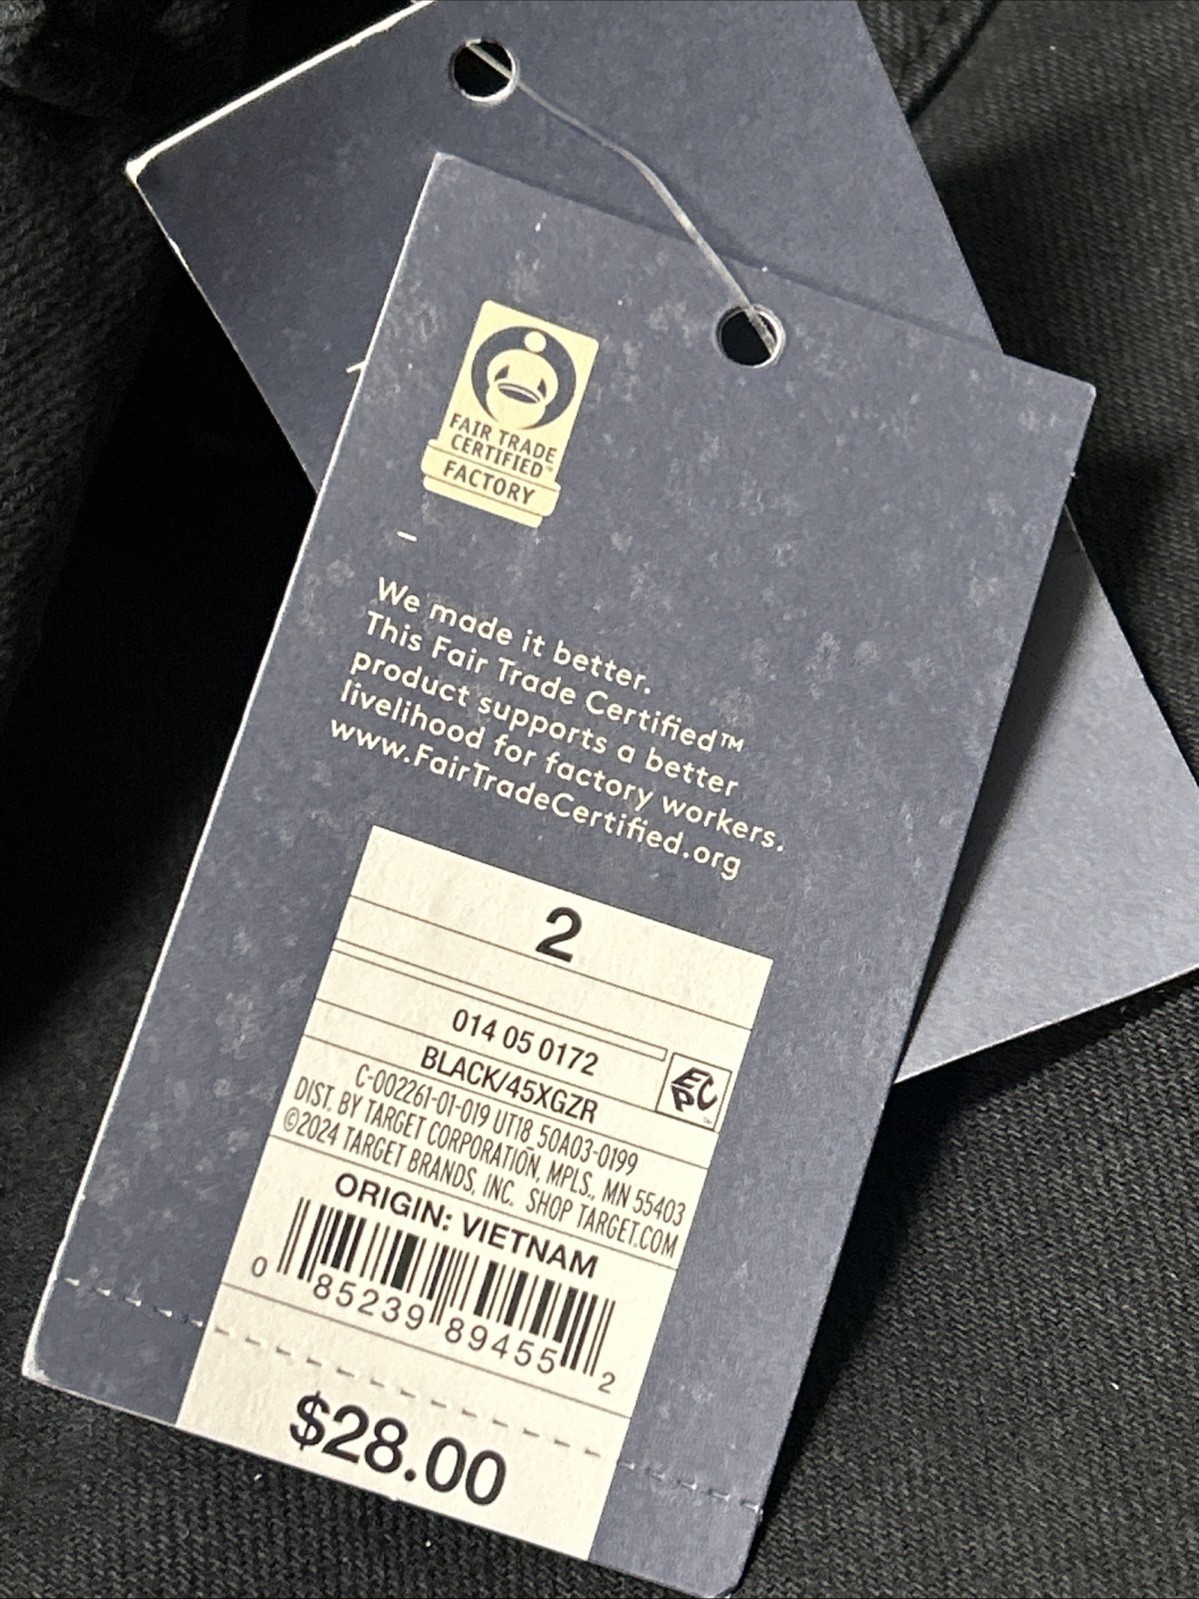 FAIR TRADE
CERTIFIED™
FACTORY
We made it better.
This Fair Trade Certified™
product supports a better
livelihood for factory workers.
www.FairTradeCertified.org
2
014 05 0172
BLACK/45XGZR
EPC
C-002261-01-019 UT18 50A03-0199
DIST. BY TARGET CORPORATION, MPLS., MN 55403
©2024 TARGET BRANDS, INC. SHOP TARGET.COM
ORIGIN: VIETNAM
0 85239 89455 2
$28.00